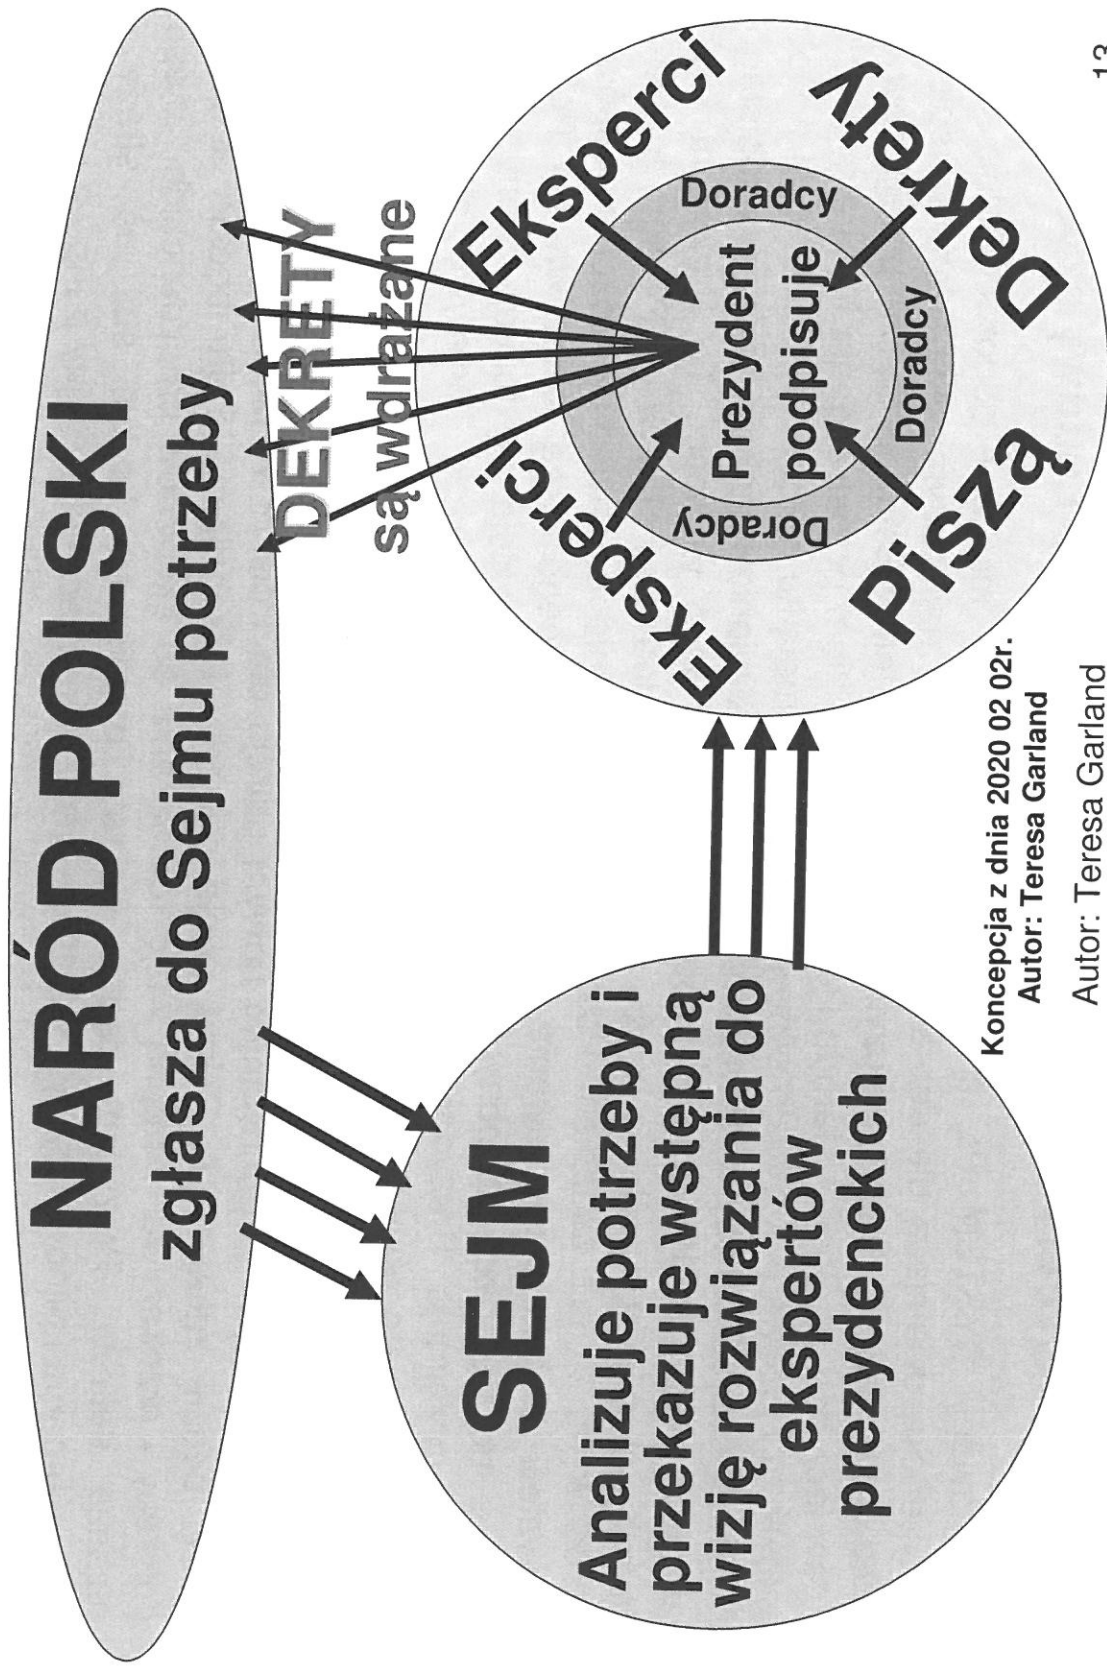 NARÓD POLSKI
zgłasza do Sejmu potrzeby
DEKRETY
są wdrażane
SEJM
Analizuje potrzeby i
przekazuje wstępną
wizję rozwiązania do
ekspertów
prezydenckich
Eksperci
Eksperci
Piszą
Dekrety
Doradcy
Doradcy
Doradcy
Prezydent
podpisuje
Koncepcja z dnia 2020 02 02r.
Autor: Teresa Garland
Autor: Teresa Garland
13